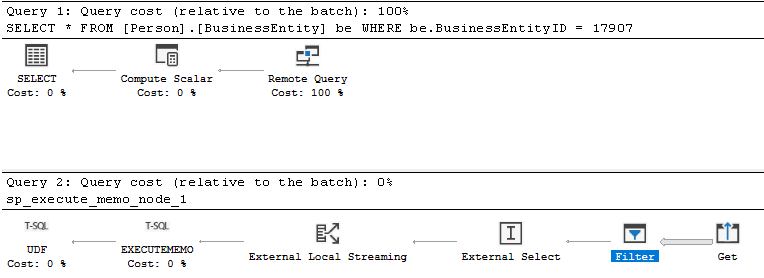 Query 1: Query cost (relative to the batch): 100%
SELECT * FROM [Person].[BusinessEntity] be WHERE be.BusinessEntityID = 17907
SELECT Compute Scalar Remote Query
Cost: 0 % Cost: 0 % Cost: 100 %
Query 2: Query cost (relative to the batch): 0%
sp_execute_memo_node_1
T-SQL T-SQL
UDF EXECUTEMEMO External Local Streaming External Select Filter Get
Cost: 0 % Cost: 0 %